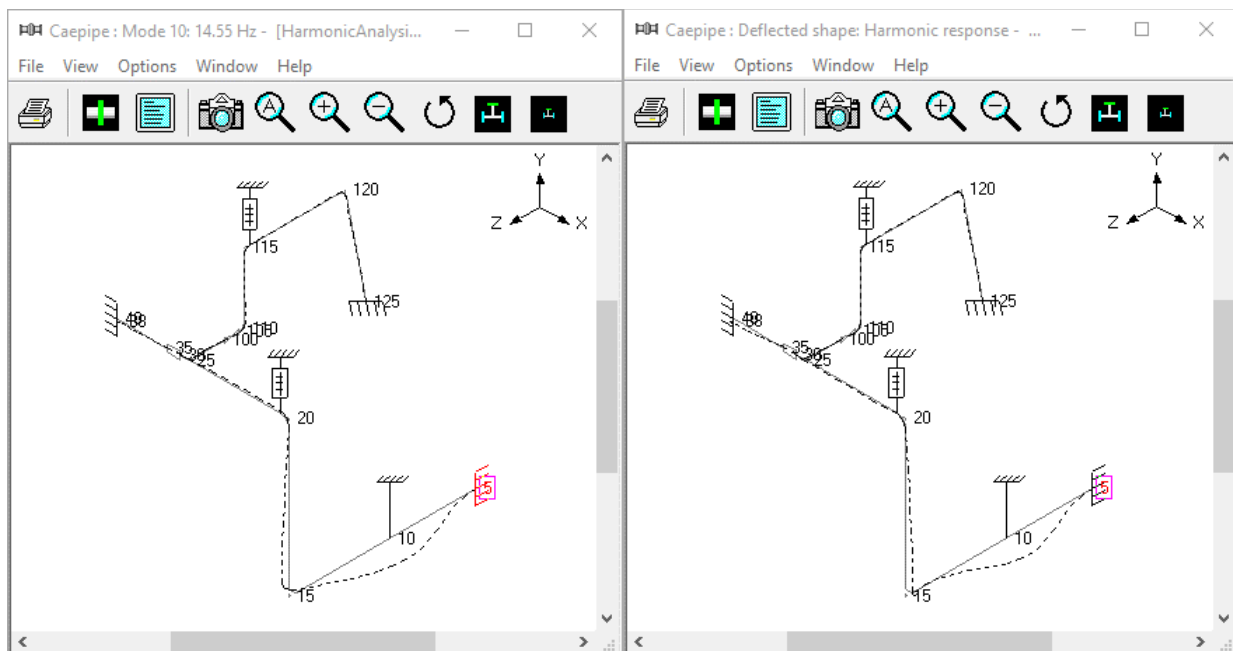 Caepipe : Mode 10: 14.55 Hz - [HarmonicAnalysi...
File View Options Window Help
Y
Z
X
120
115
125
35
100
25
20
10
5
15
Caepipe : Deflected shape: Harmonic response - ...
File View Options Window Help
Y
Z
X
120
115
125
35
100
25
20
10
5
15